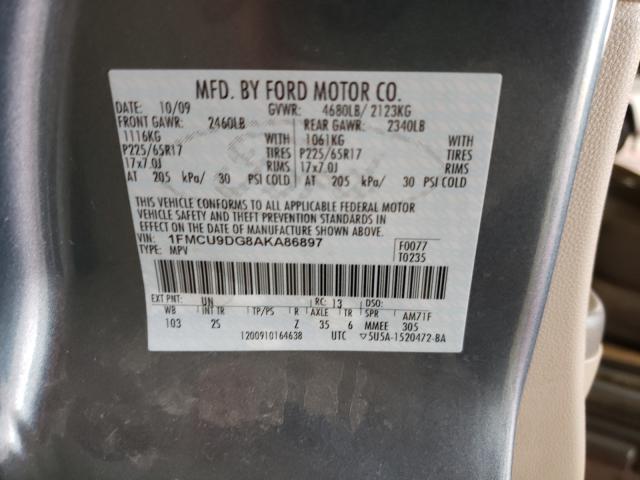 MFD. BY FORD MOTOR CO.
DATE: 10/09 GVWR: 4680LB/ 2123KG
FRONT GAWR: 2460LB REAR GAWR: 2340LB
1116KG WITH 1061KG WITH
P225/65R17 TIRES P225/65R17 TIRES
17x7.0J RIMS 17x7.0J RIMS
AT 205 kPa/ 30 PSI COLD AT 205 kPa/ 30 PSI COLD
THIS VEHICLE CONFORMS TO ALL APPLICABLE FEDERAL MOTOR
VEHICLE SAFETY AND THEFT PREVENTION STANDARDS IN
EFFECT ON THE DATE OF MANUFACTURE SHOWN ABOVE.
VIN: 1FMCU9DG8AKA86897 F0077
TYPE: MPV T0235
EXT PNT: UN RC: 13 DSO:
WB INT TR TP/PS R AXLE TR SPR AM71F
103 2S Z 35 6 MMEE 305
1200910164638 UTC ▽5U5A-1520472-BA